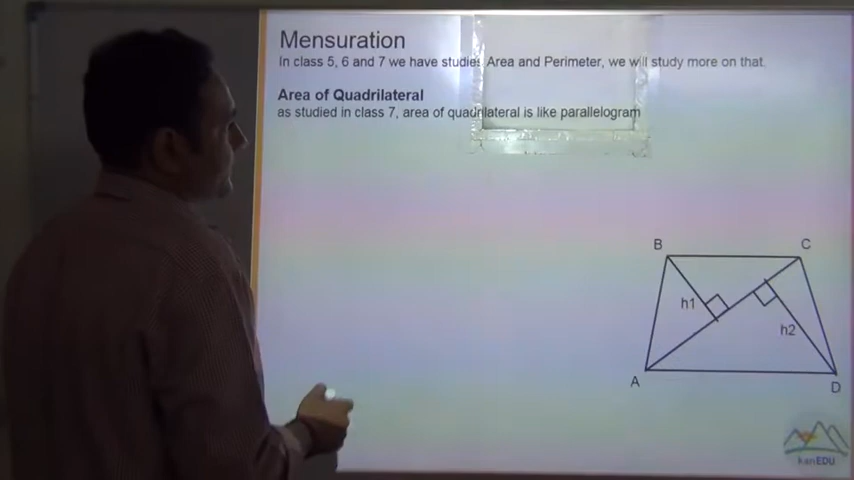 Mensuration
In class 5, 6 and 7 we have studied Area and Perimeter, we will study more on that.
Area of Quadrilateral
as studied in class 7, area of quadrilateral is like parallelogram
B
C
h1
h2
A
D
kanEDU